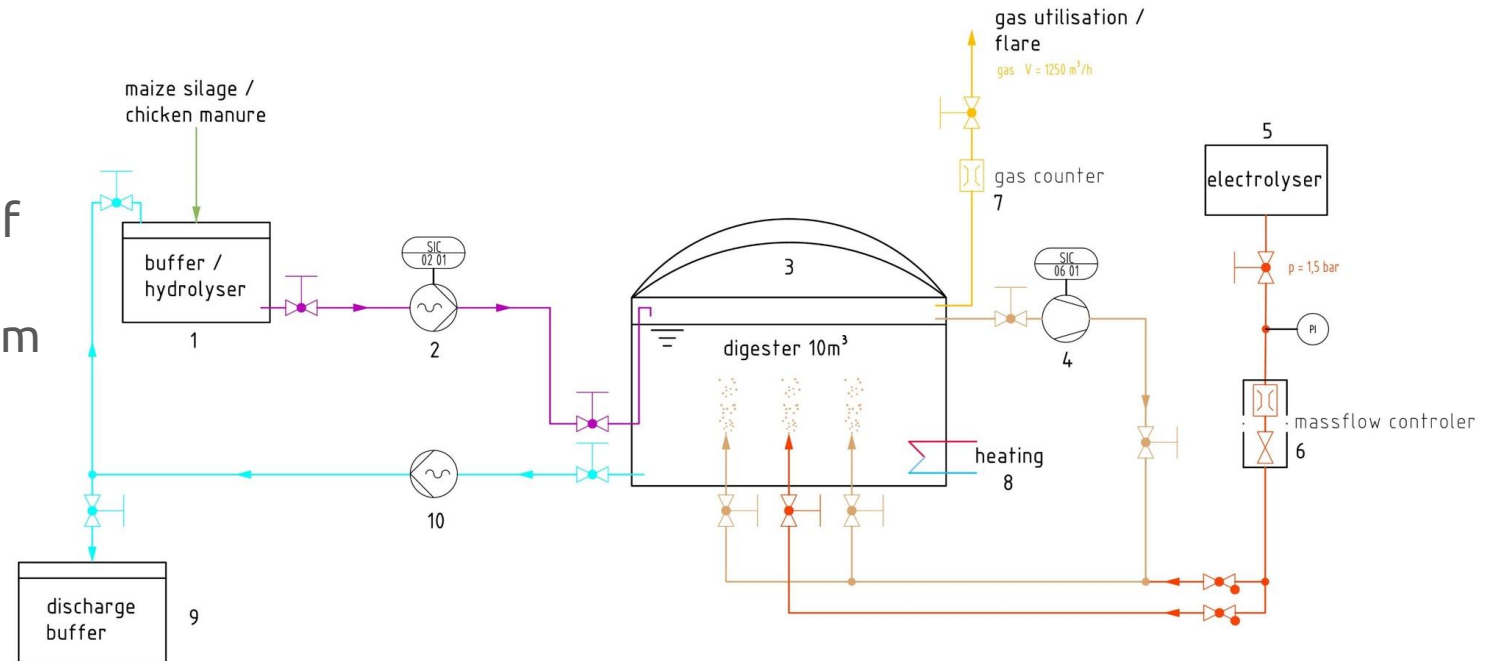 gas utilisation /
flare
gas V = 1250 m³/h
maize silage /
chicken manure
5
electrolyser
gas counter
7
f
m
buffer /
hydrolyser
1
SIC
02 01
2
3
SIC
06 01
4
p = 1,5 bar
PI
digester 10m³
massflow controler
6
heating
8
10
discharge
buffer
9